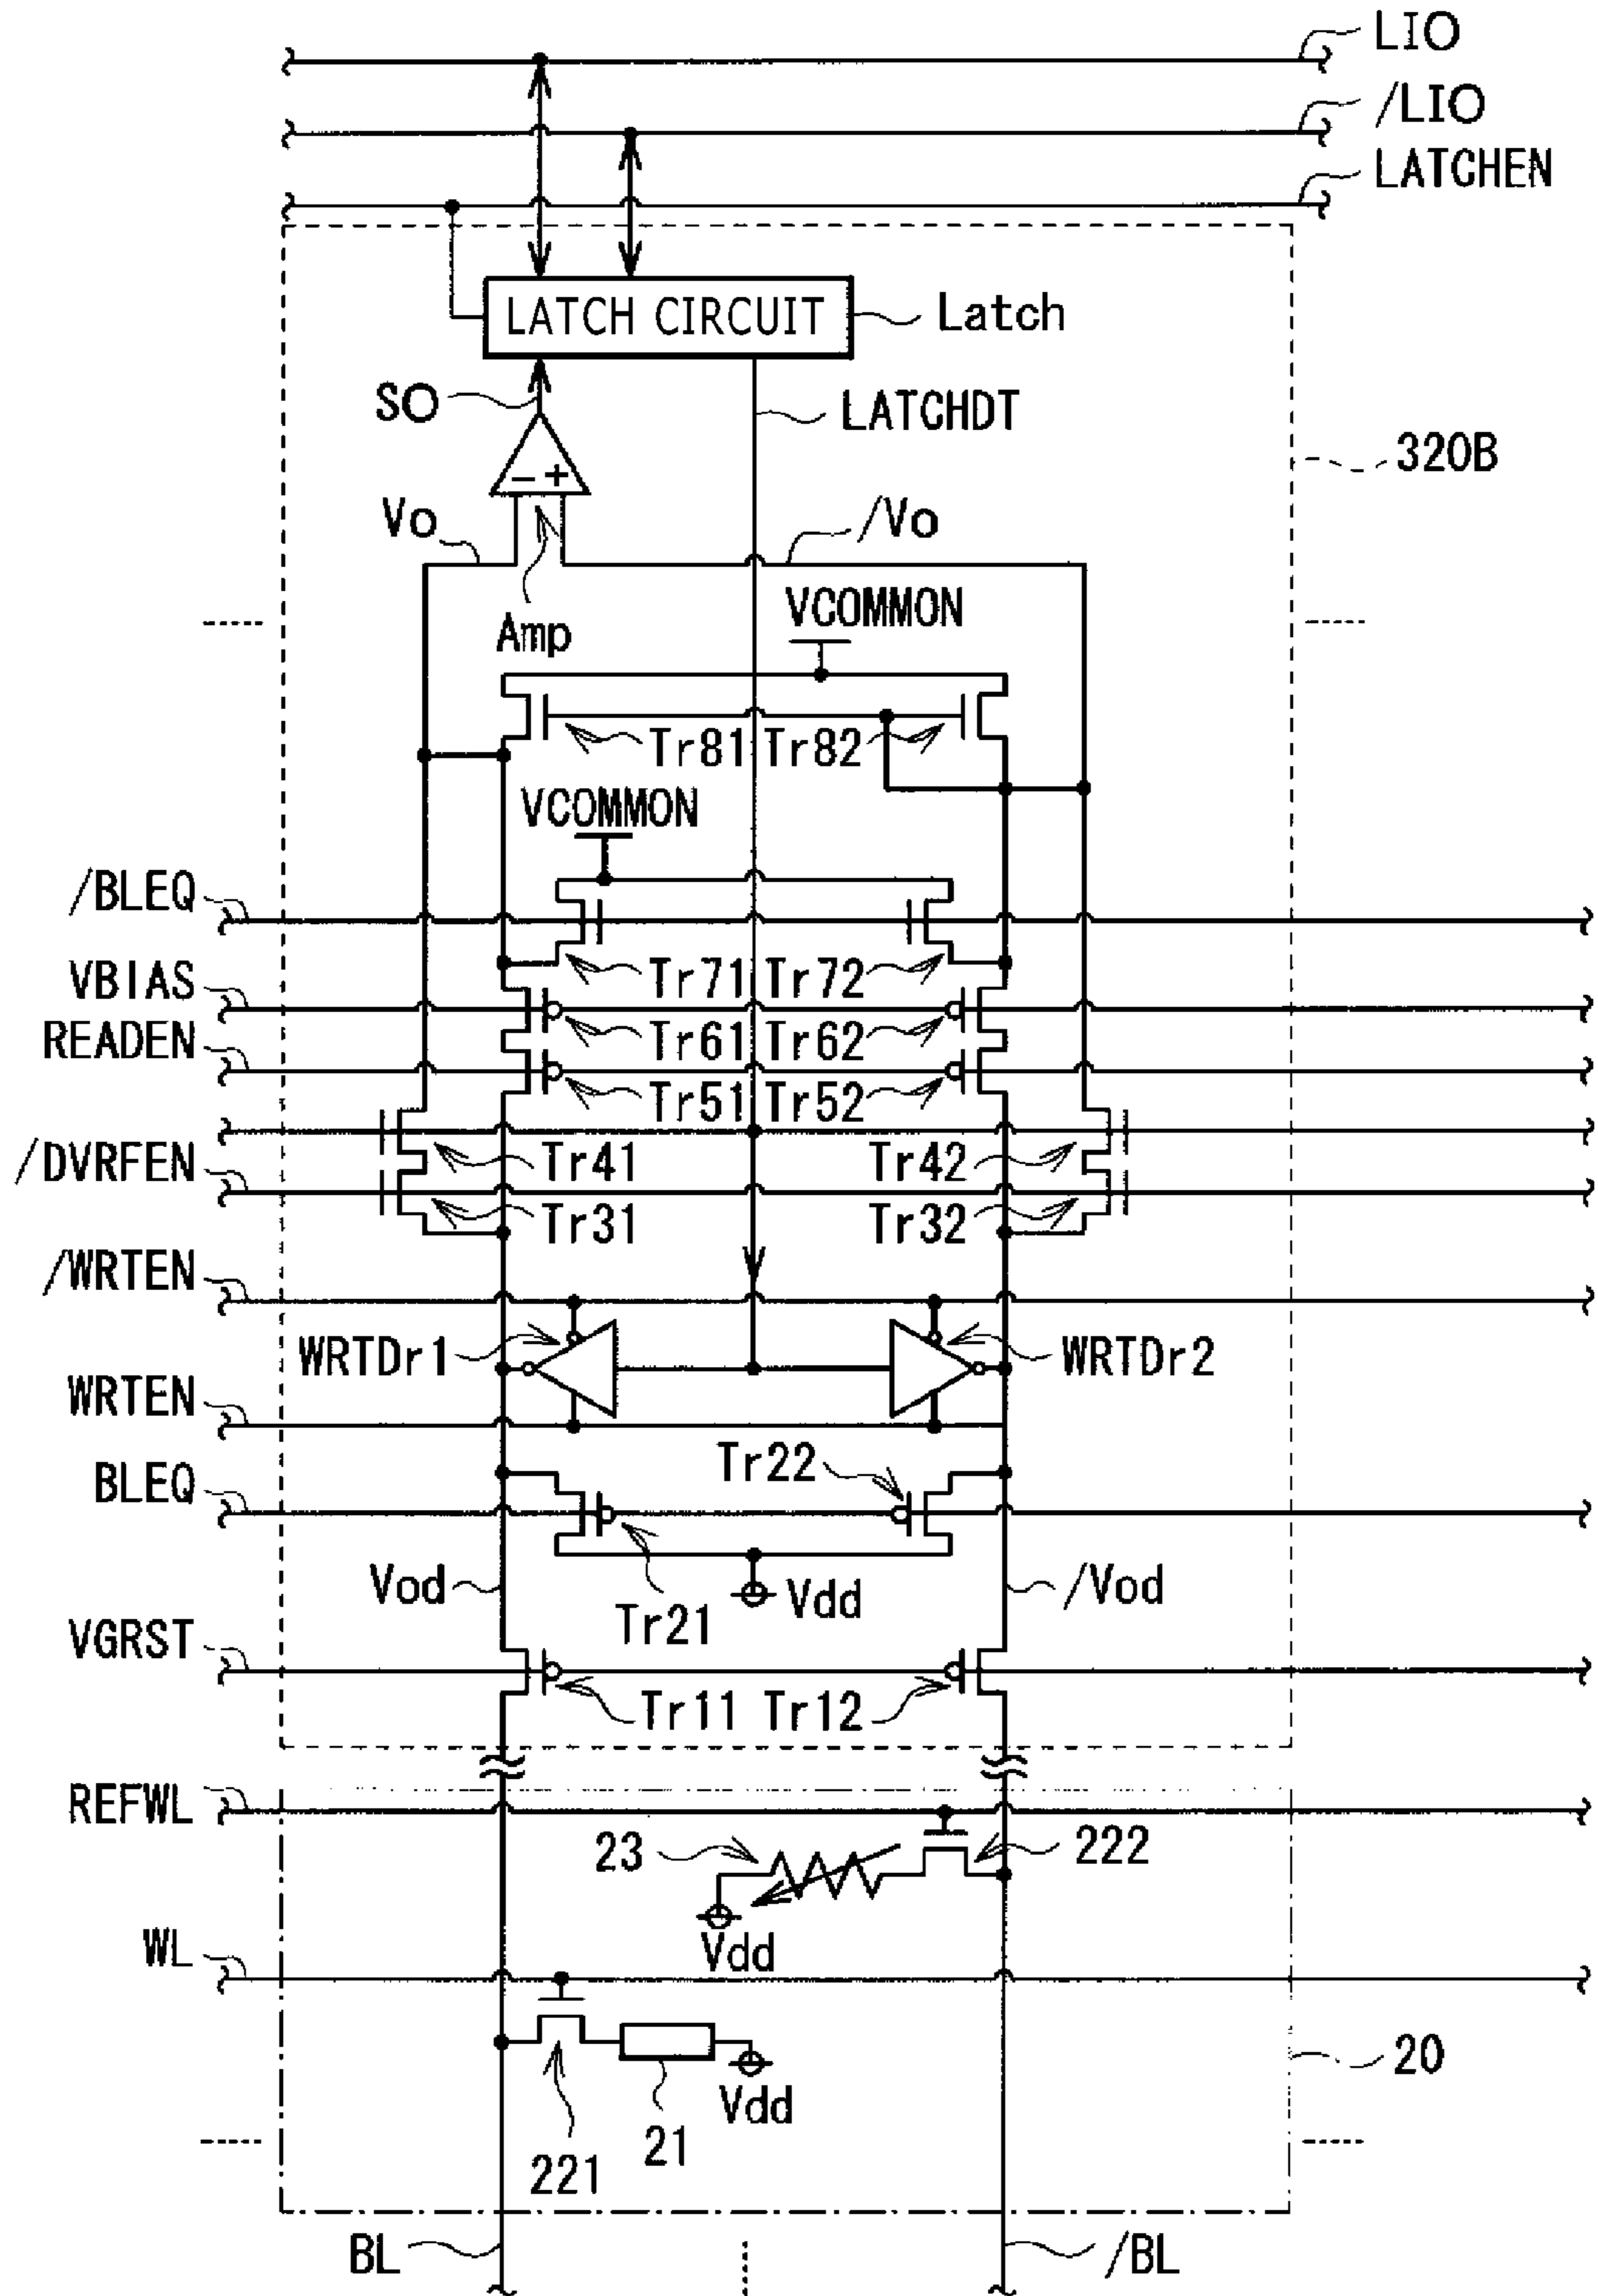 LIO
/LIO
LATCHEN
LATCH CIRCUIT
Latch
SO
LATCHDT
320B
Vo
/Vo
Amp
VCOMMON
Tr81
Tr82
VCOMMON
/BLEQ
Tr71
Tr72
VBIAS
Tr61
Tr62
READEN
Tr51
Tr52
/DVRFEN
Tr41
Tr42
Tr31
Tr32
/WRTEN
WRTDr1
WRTDr2
WRTEN
Tr22
BLEQ
Vod
Tr21
Vdd
/Vod
VGRST
Tr11
Tr12
REFWL
23
222
Vdd
WL
20
Vdd
21
221
BL
/BL